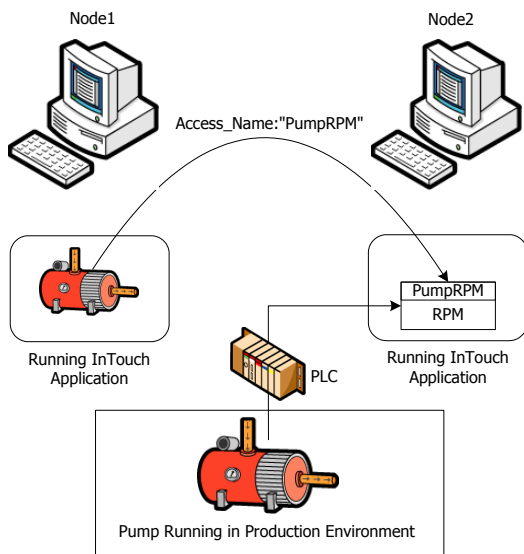 Node1
Node2
Access_Name:"PumpRPM"
PumpRPM
RPM
Running InTouch
Application
Running InTouch
Application
PLC
Pump Running in Production Environment